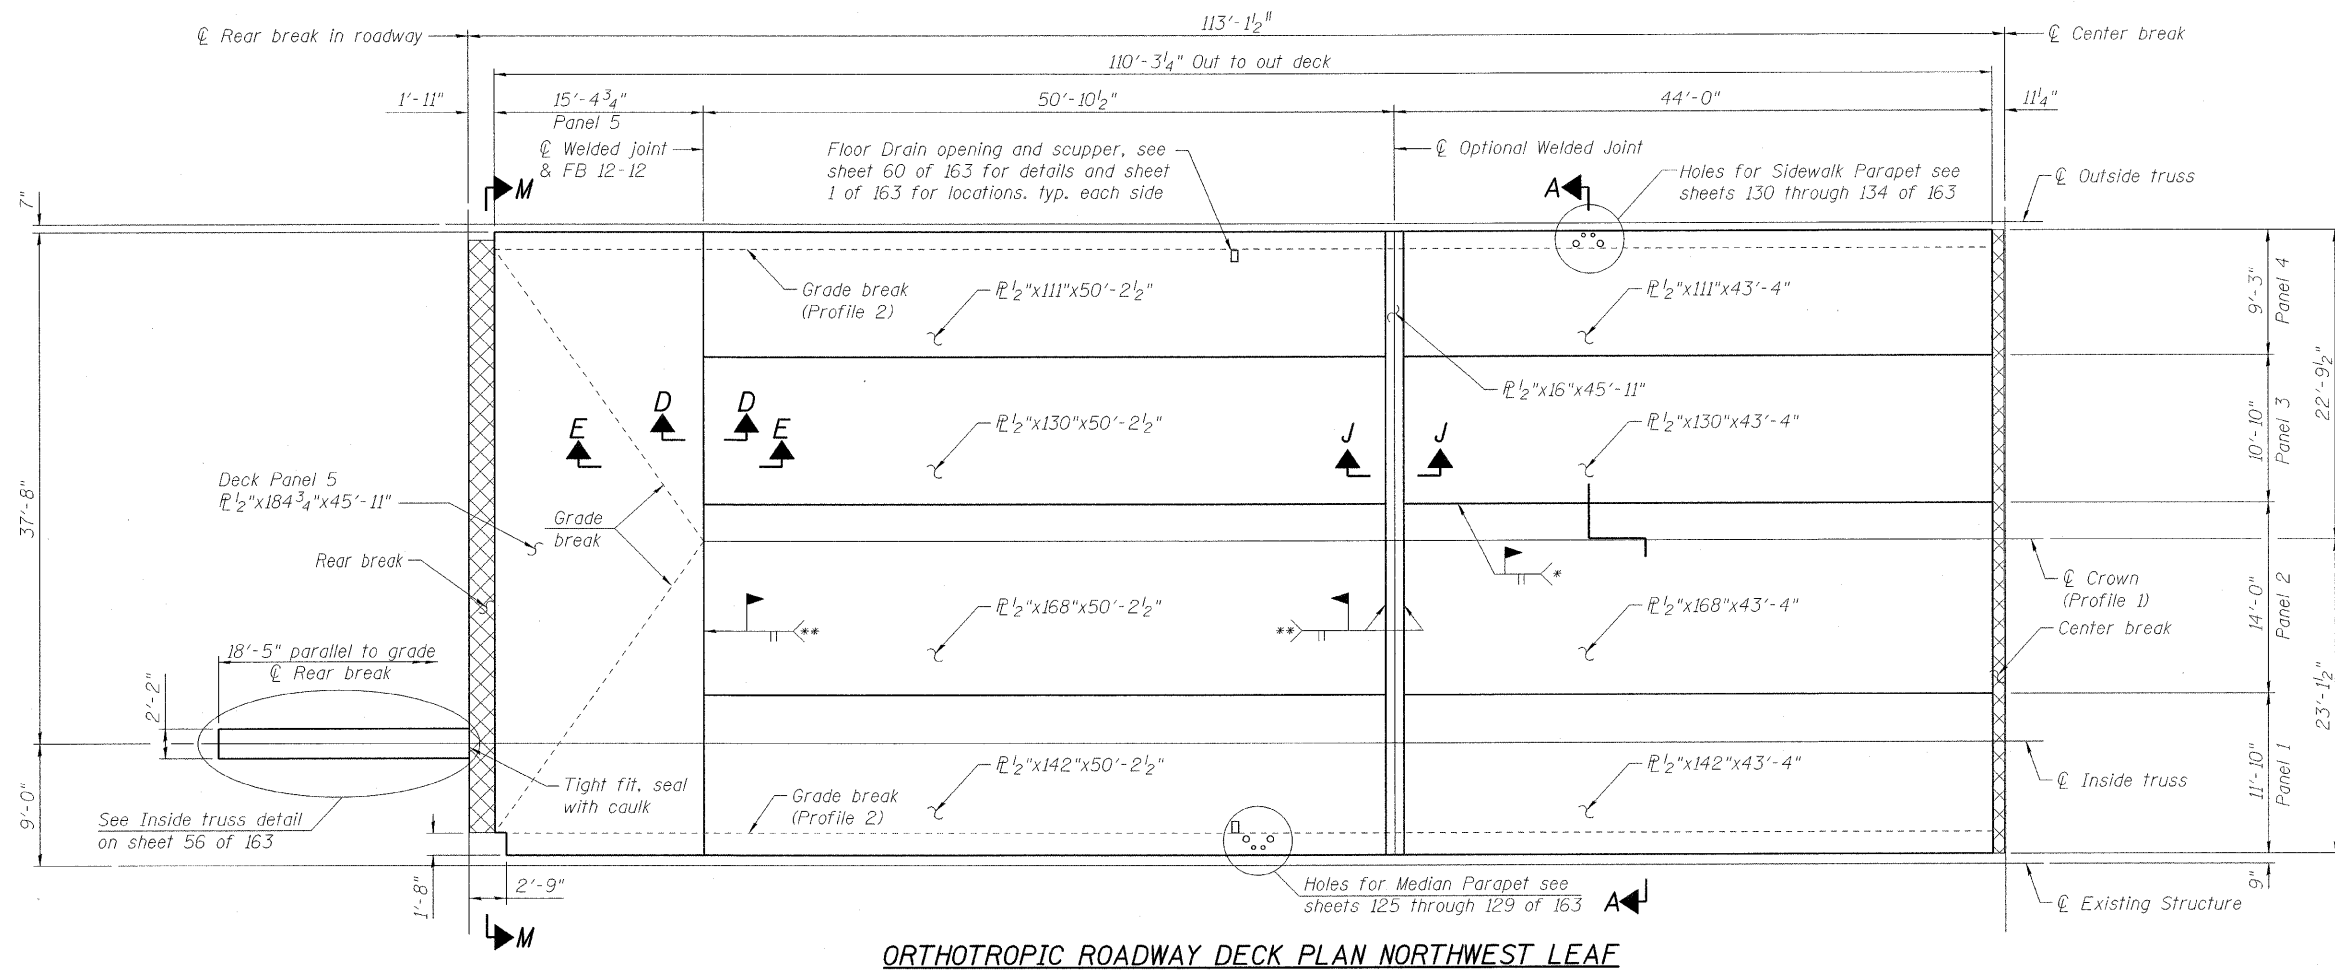 113'-1½"
℄ Rear break in roadway
℄ Center break
110'-3¼" Out to out deck
1'-11"
15'-4¾"
50'-10½"
44'-0"
11¼"
Panel 5
℄ Welded joint
& FB 12-12
Floor Drain opening and scupper, see
sheet 60 of 163 for details and sheet
1 of 163 for locations. typ. each side
℄ Optional Welded Joint
Holes for Sidewalk Parapet see
sheets 130 through 134 of 163
℄ Outside truss
M
A
7"
Grade break
(Profile 2)
℄ ½"x111"x50'-2½"
℄ ½"x111"x43'-4"
9'-3"
Panel 4
22'-9½"
℄ ½"x16"x45'-11"
D
D
E
E
J
J
℄ ½"x130"x50'-2½"
℄ ½"x130"x43'-4"
10'-10"
Panel 3
Deck Panel 5
℄ ½"x184¾"x45'-11"
37'-8"
Grade
break
Rear break
*
℄ Crown
(Profile 1)
℄ ½"x168"x50'-2½"
℄ ½"x168"x43'-4"
14'-0"
Panel 2
**
**
Center break
18'-5" parallel to grade
℄ Rear break
2'-2"
23'-1½"
℄ ½"x142"x50'-2½"
℄ ½"x142"x43'-4"
11'-10"
Panel 1
Tight fit, seal
with caulk
℄ Inside truss
Grade break
(Profile 2)
9'-0"
See Inside truss detail
on sheet 56 of 163
1'-8"
2'-9"
Holes for Median Parapet see
sheets 125 through 129 of 163
A
9"
℄ Existing Structure
M
ORTHOTROPIC ROADWAY DECK PLAN NORTHWEST LEAF